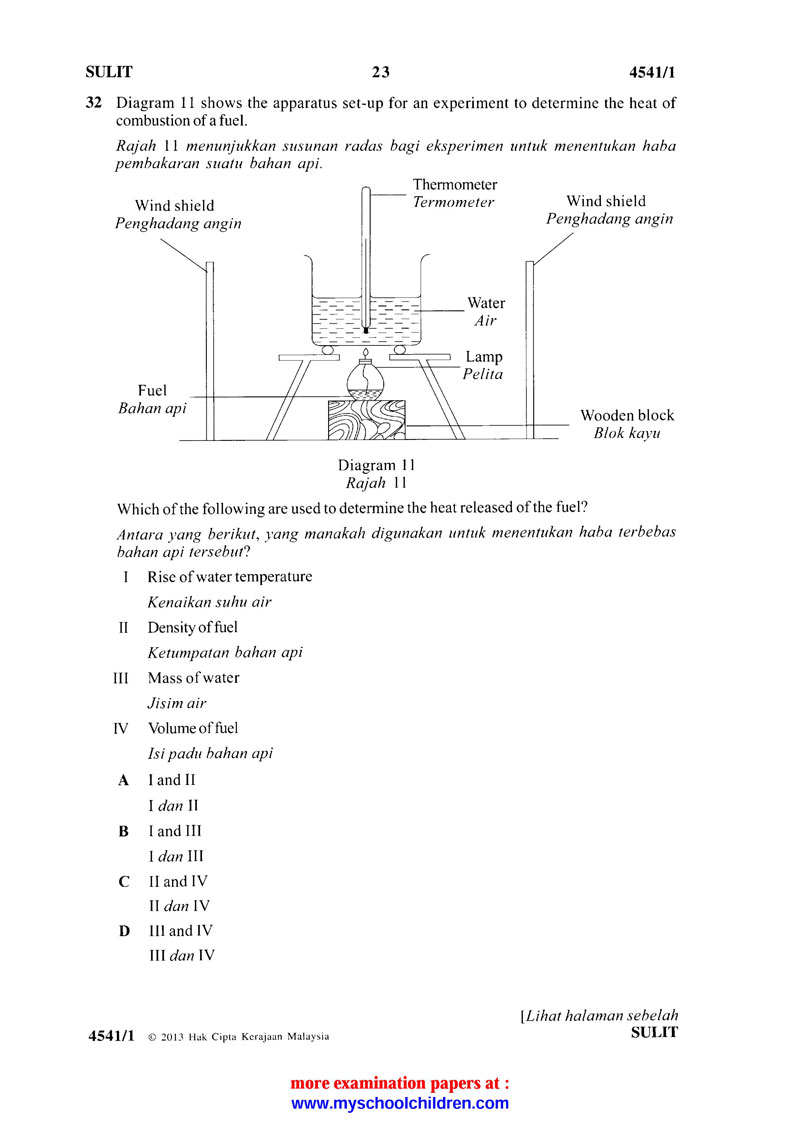 SULIT 23 4541/1
32 Diagram 11 shows the apparatus set-up for an experiment to determine the heat of
combustion of a fuel.
Rajah 11 menunjukkan susunan radas bagi eksperimen untuk menentukan haba
pembakaran suatu bahan api.
Thermometer
Termometer
Wind shield
Penghadang angin
Wind shield
Penghadang angin
Water
Air
Lamp
Pelita
Fuel
Bahan api
Wooden block
Blok kayu
Diagram 11
Rajah 11
Which of the following are used to determine the heat released of the fuel?
Antara yang berikut, yang manakah digunakan untuk menentukan haba terbebas
bahan api tersebut?
I Rise of water temperature
Kenaikan suhu air
II Density of fuel
Ketumpatan bahan api
III Mass of water
Jisim air
IV Volume of fuel
Isi padu bahan api
A I and II
I dan II
B I and III
I dan III
C II and IV
II dan IV
D III and IV
III dan IV
[Lihat halaman sebelah
4541/1 © 2013 Hak Cipta Kerajaan Malaysia SULIT
more examination papers at :
www.myschoolchildren.com